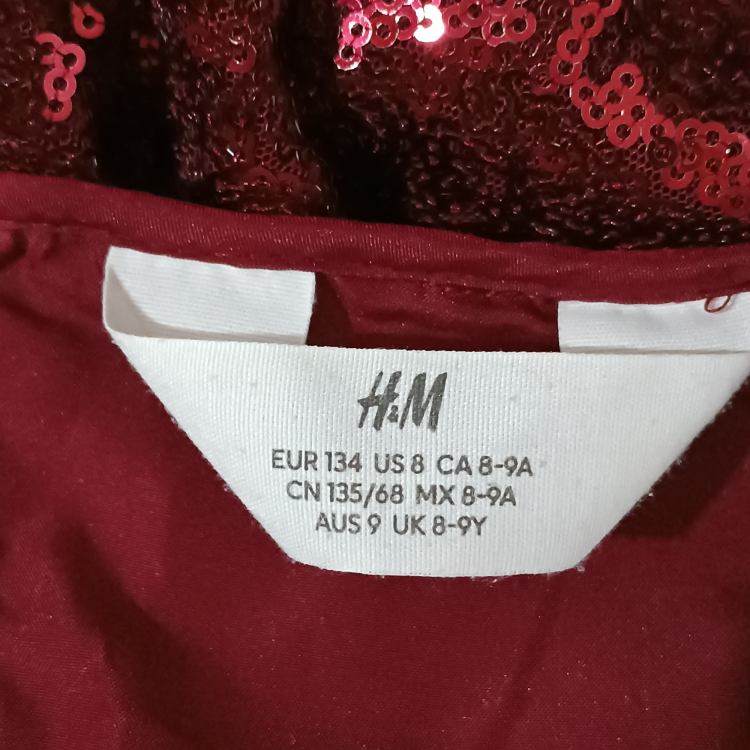 H&M
EUR 134 US 8 CA 8-9A
CN 135/68 MX 8-9A
AUS 9 UK 8-9Y